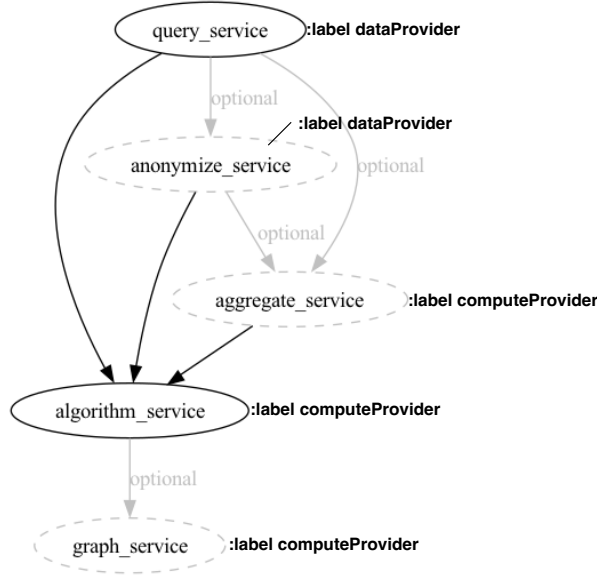 query_service :label dataProvider
optional
:label dataProvider
anonymize_service optional
optional
aggregate_service :label computeProvider
algorithm_service :label computeProvider
optional
graph_service :label computeProvider